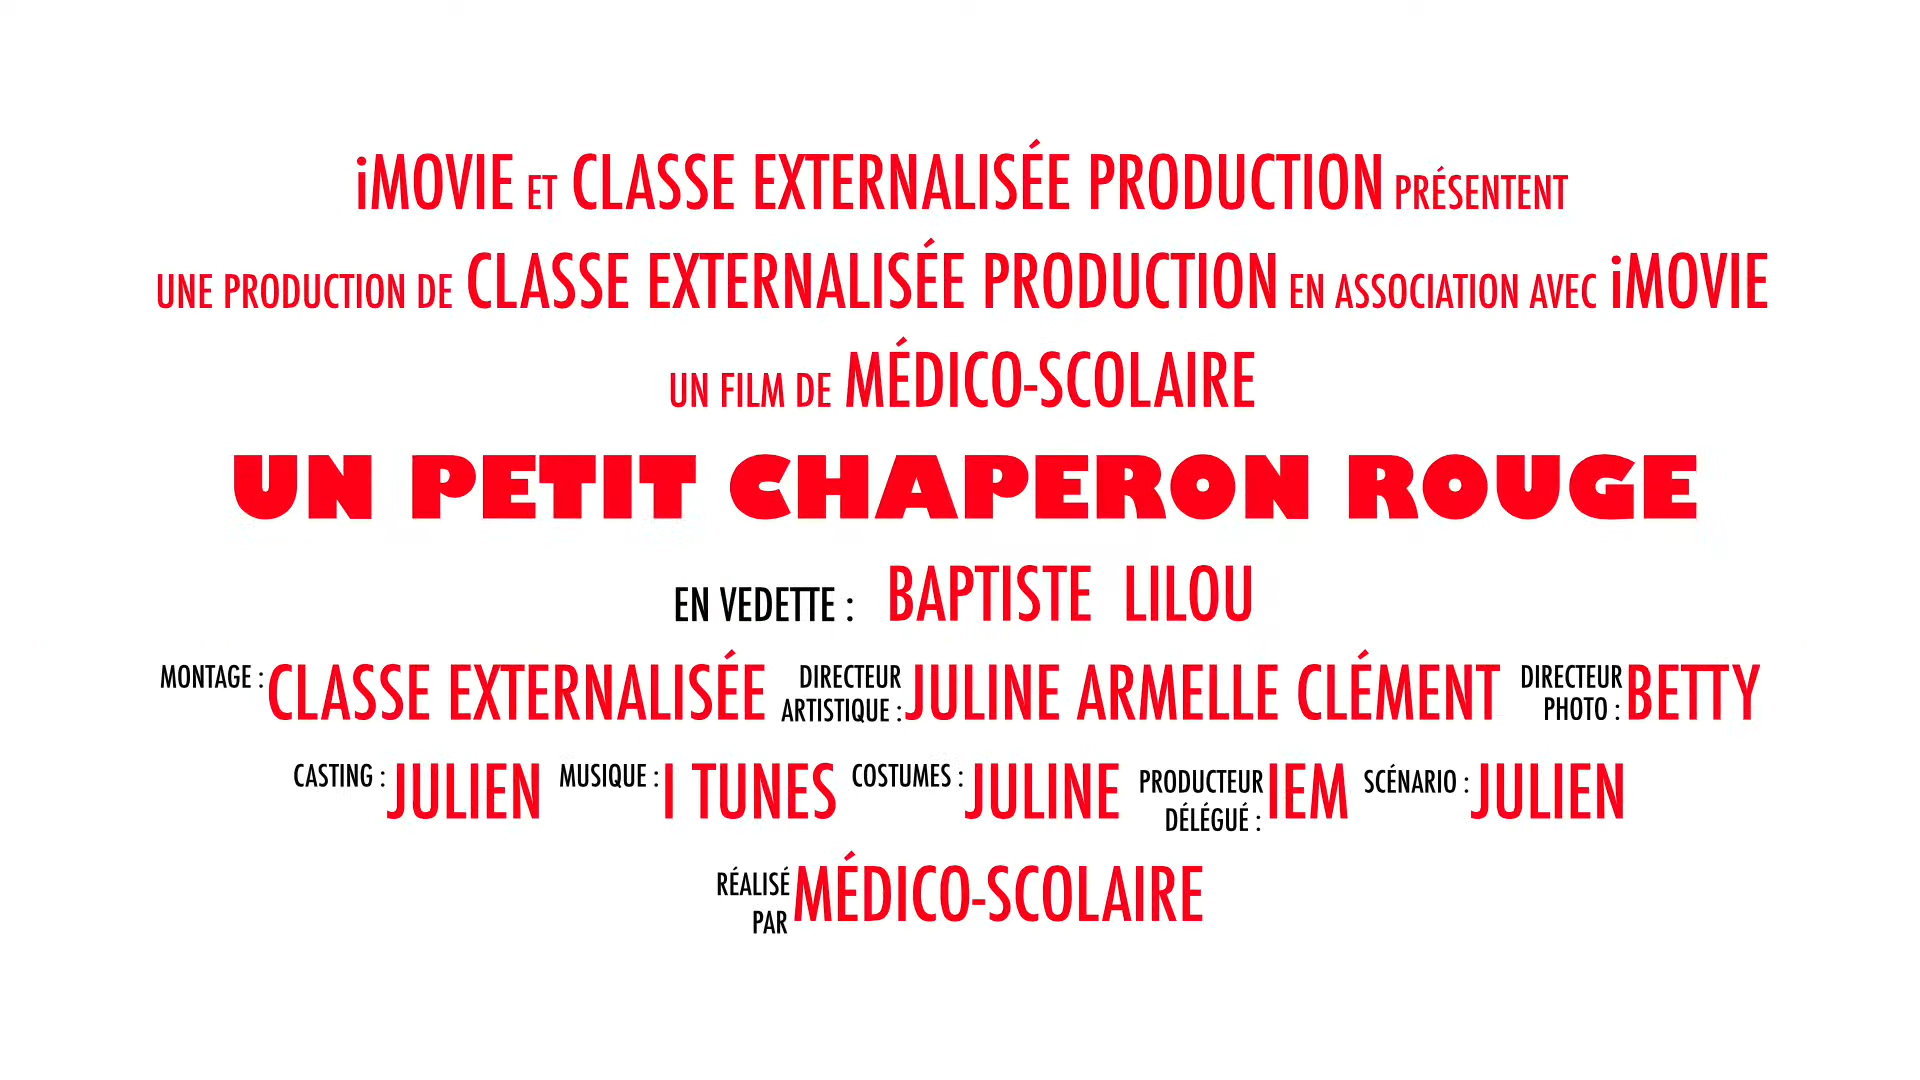 iMOVIE ET CLASSE EXTERNALISÉE PRODUCTION PRÉSENTENT
UNE PRODUCTION DE CLASSE EXTERNALISÉE PRODUCTION EN ASSOCIATION AVEC iMOVIE
UN FILM DE MÉDICO-SCOLAIRE
UN PETIT CHAPERON ROUGE
EN VEDETTE : BAPTISTE LILOU
MONTAGE : CLASSE EXTERNALISÉE DIRECTEUR ARTISTIQUE : JULINE ARMELLE CLÉMENT DIRECTEUR PHOTO : BETTY
CASTING : JULIEN MUSIQUE : I TUNES COSTUMES : JULINE PRODUCTEUR DÉLÉGUÉ : IEM SCÉNARIO : JULIEN
RÉALISÉ PAR MÉDICO-SCOLAIRE